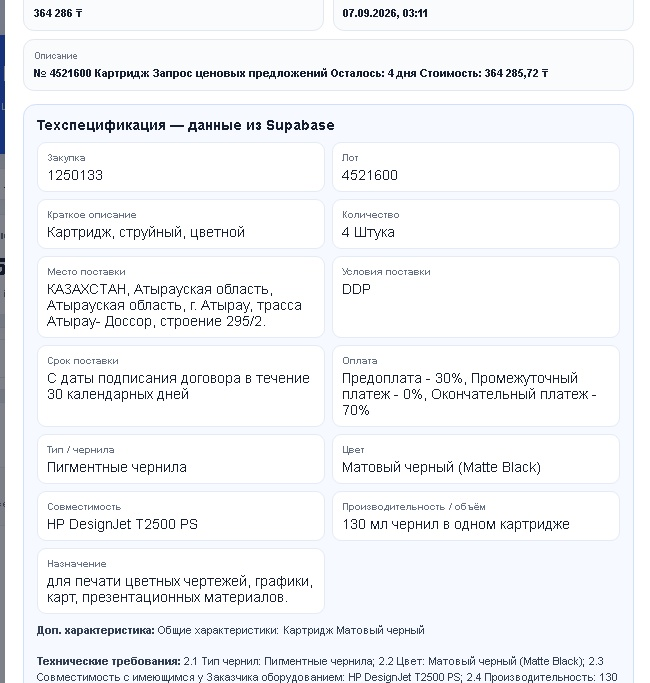 364 286 ₸
07.09.2026, 03:11
Описание
№ 4521600 Картридж Запрос ценовых предложений Осталось: 4 дня Стоимость: 364 285,72 ₸
Техспецификация — данные из Supabase
Закупка
1250133
Лот
4521600
Краткое описание
Картридж, струйный, цветной
Количество
4 Штука
Место поставки
КАЗАХСТАН, Атырауская область,
Атырауская область, г. Атырау, трасса
Атырау- Доссор, строение 295/2.
Условия поставки
DDP
Срок поставки
С даты подписания договора в течение
30 календарных дней
Оплата
Предоплата - 30%, Промежуточный
платеж - 0%, Окончательный платеж -
70%
Тип / чернила
Пигментные чернила
Цвет
Матовый черный (Matte Black)
Совместимость
HP DesignJet T2500 PS
Производительность / объём
130 мл чернил в одном картридже
Назначение
для печати цветных чертежей, графики,
карт, презентационных материалов.
Доп. характеристика: Общие характеристики: Картридж Матовый черный
Технические требования: 2.1 Тип чернил: Пигментные чернила; 2.2 Цвет: Матовый черный (Matte Black); 2.3
Совместимость с имеющимся у Заказчика оборудованием: HP DesignJet T2500 PS; 2.4 Производительность: 130